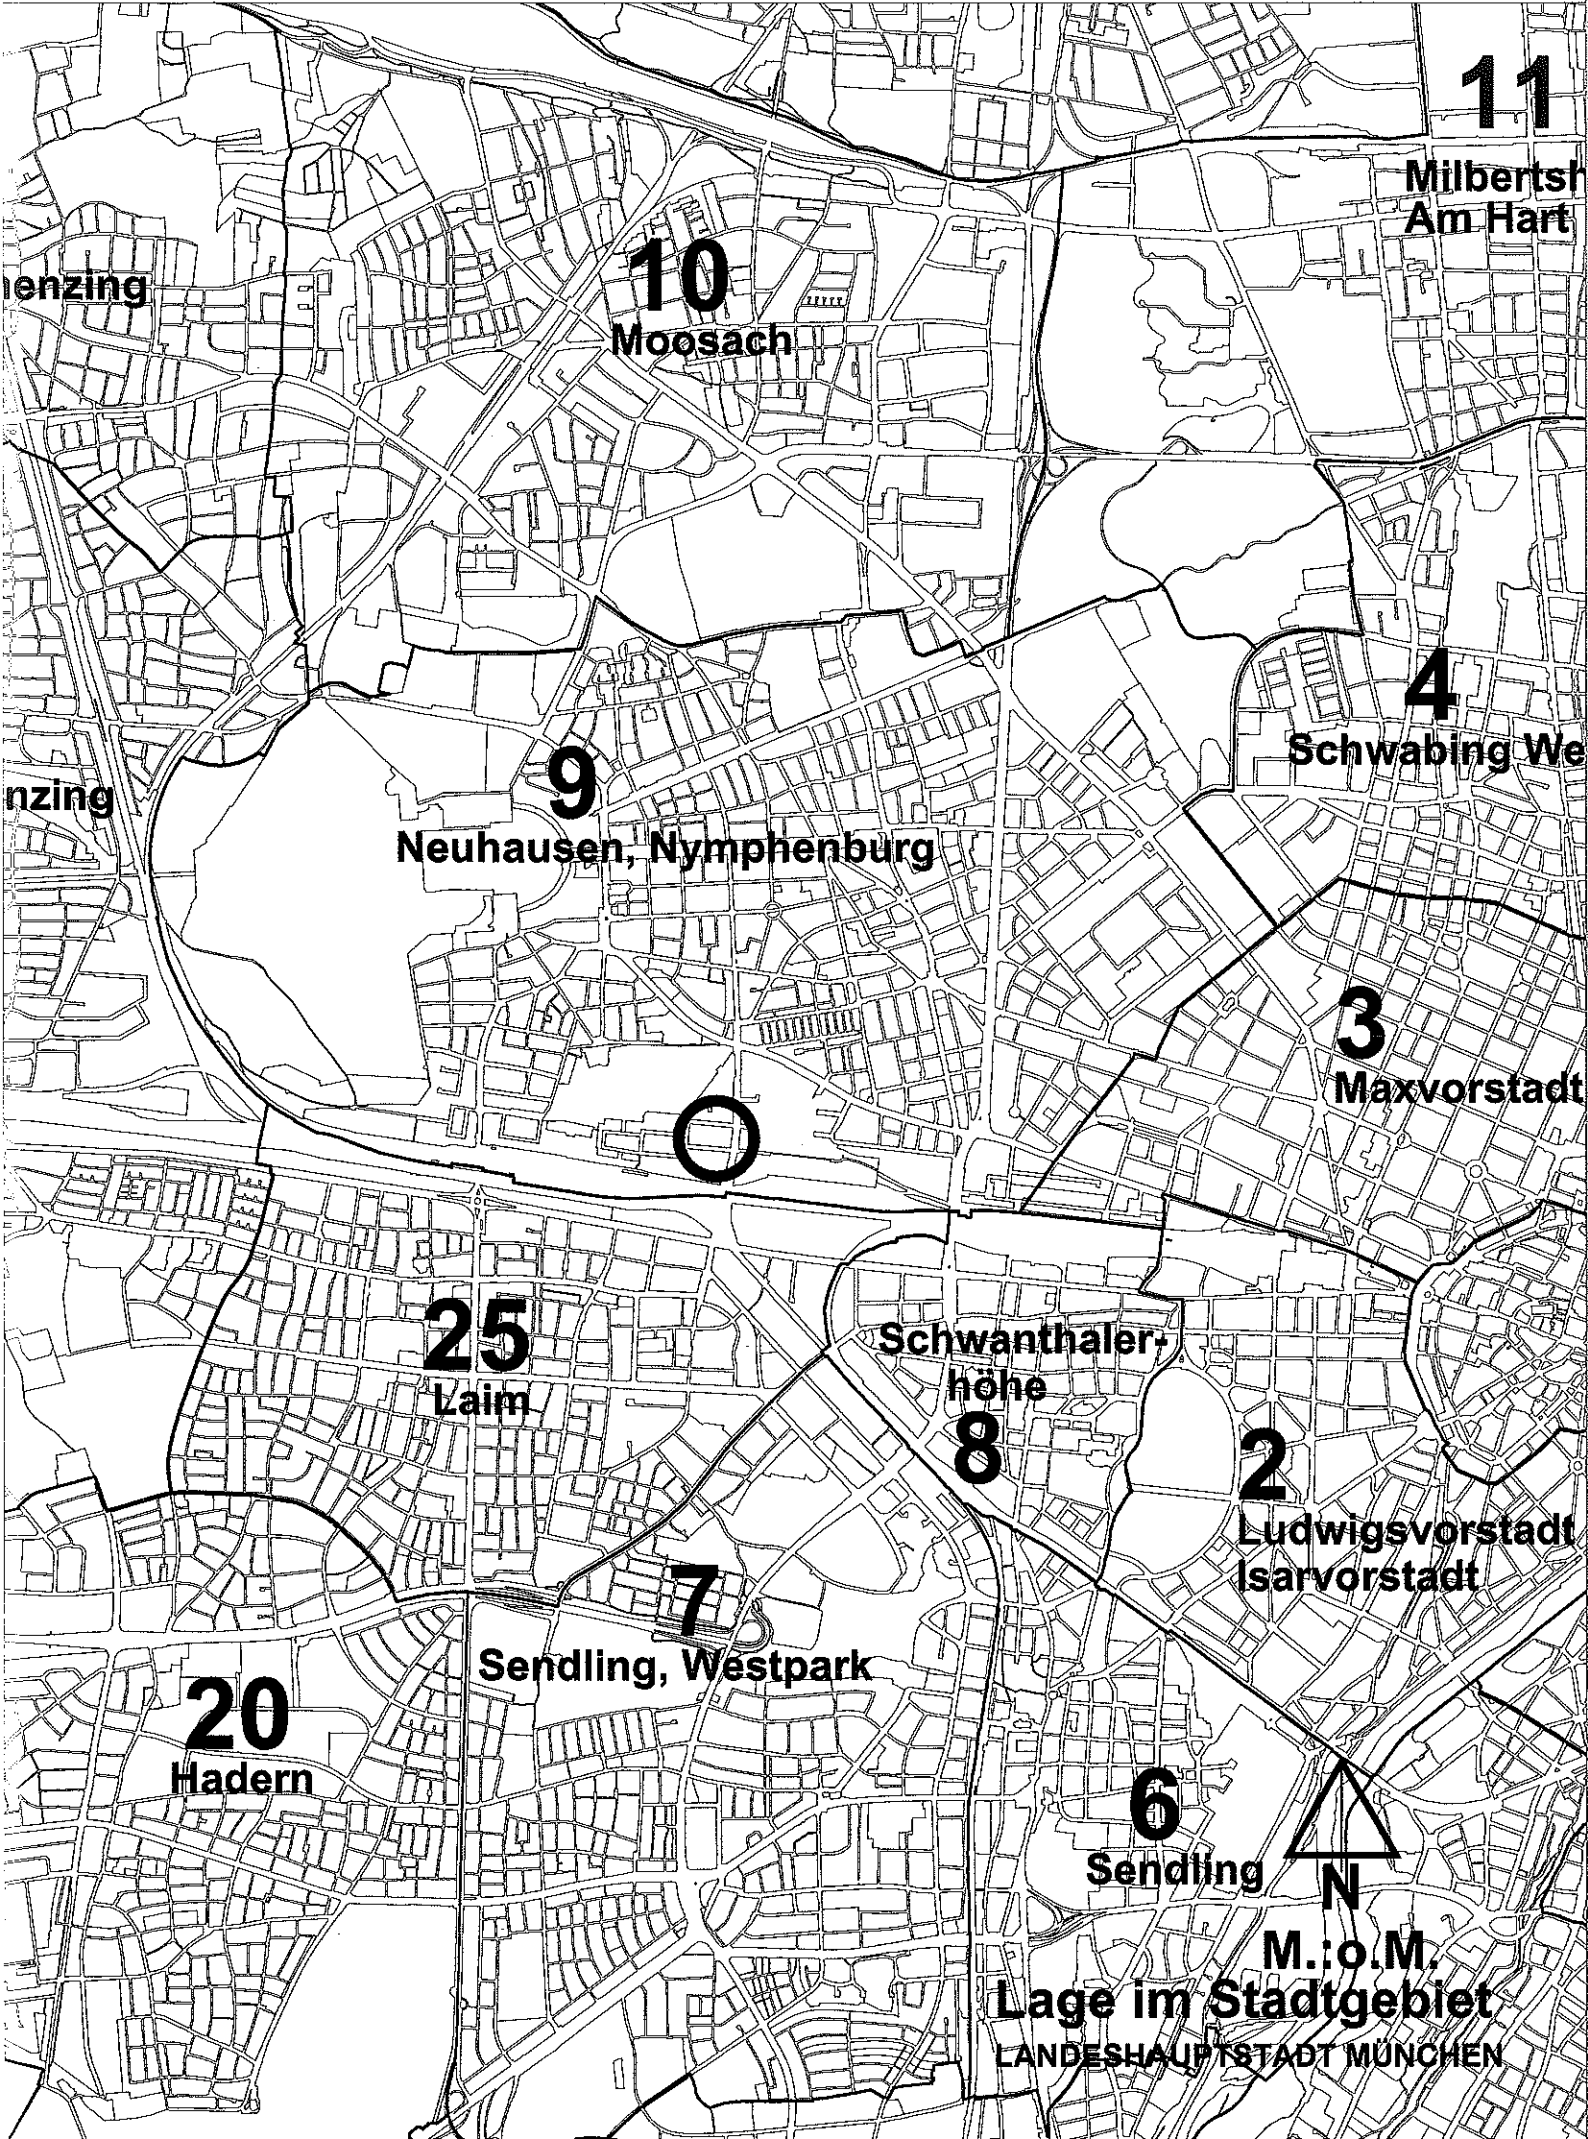 11
Milbertsh
Am Hart
10
Moosach
henzing
4
Schwabing We
nzing
9
Neuhausen, Nymphenburg
3
Maxvorstadt
25
Laim
Schwanthaler-
höhe
8
2
Ludwigsvorstadt
Isarvorstadt
7
Sendling, Westpark
20
Hadern
6
Sendling
N
M.:o.M.
Lage im Stadtgebiet
LANDESHAUPTSTADT MÜNCHEN